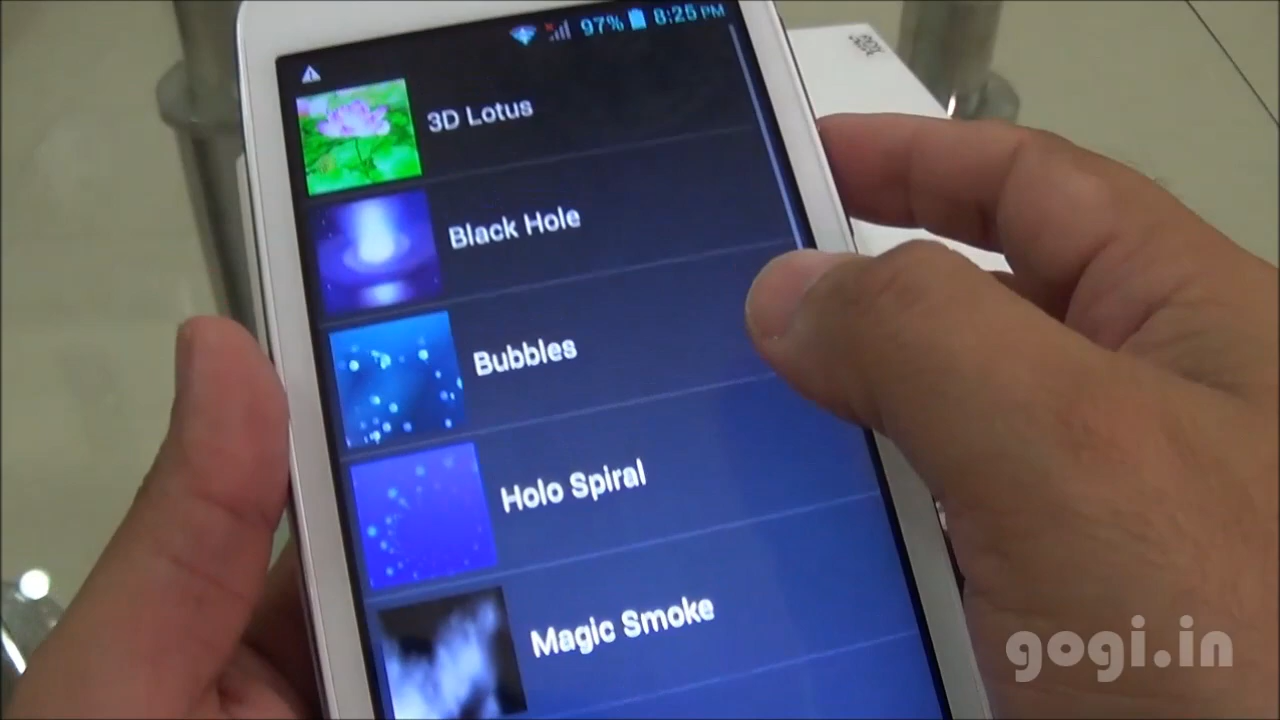 97% 8:25 PM
3D Lotus
Black Hole
Bubbles
Holo Spiral
Magic Smoke
gogi.in